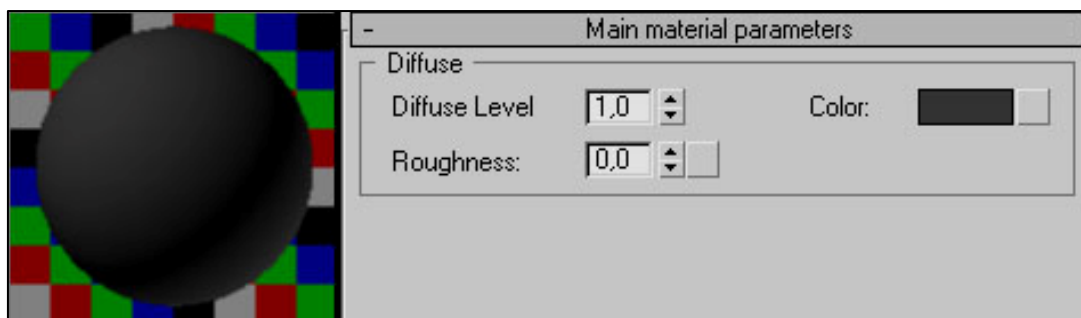 - Main material parameters
Diffuse
Diffuse Level 1,0 Color:
Roughness: 0,0